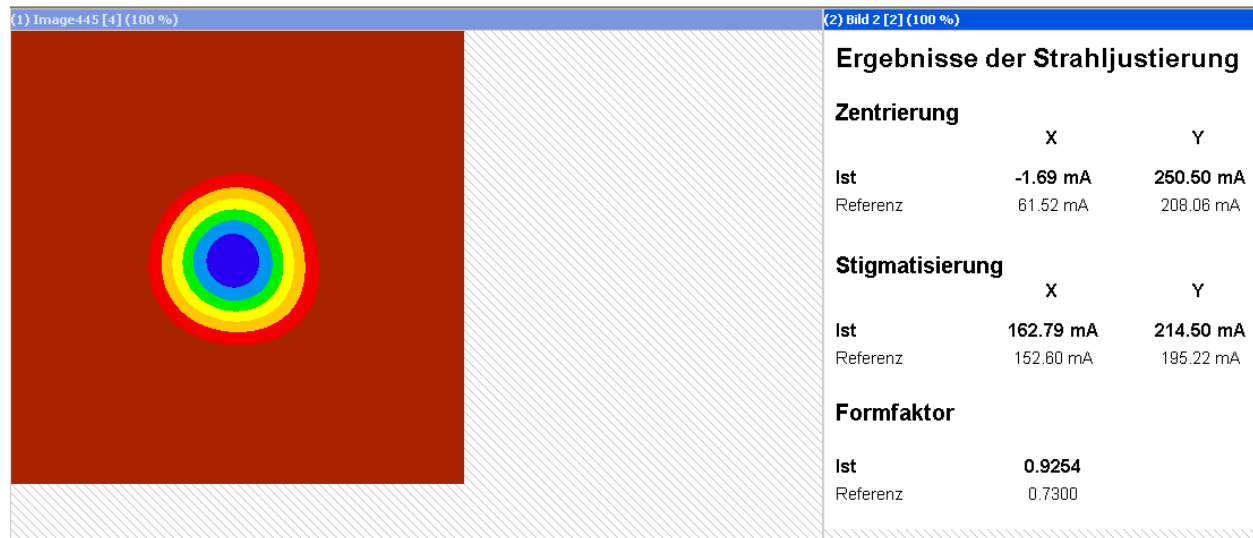 (1) Image445 [4] (100 %)
(2) Bild 2 [2] (100 %)
Ergebnisse der Strahljustierung
Zentrierung
X Y
Ist -1.69 mA 250.50 mA
Referenz 61.52 mA 208.06 mA
Stigmatisierung
X Y
Ist 162.79 mA 214.50 mA
Referenz 152.60 mA 195.22 mA
Formfaktor
Ist 0.9254
Referenz 0.7300